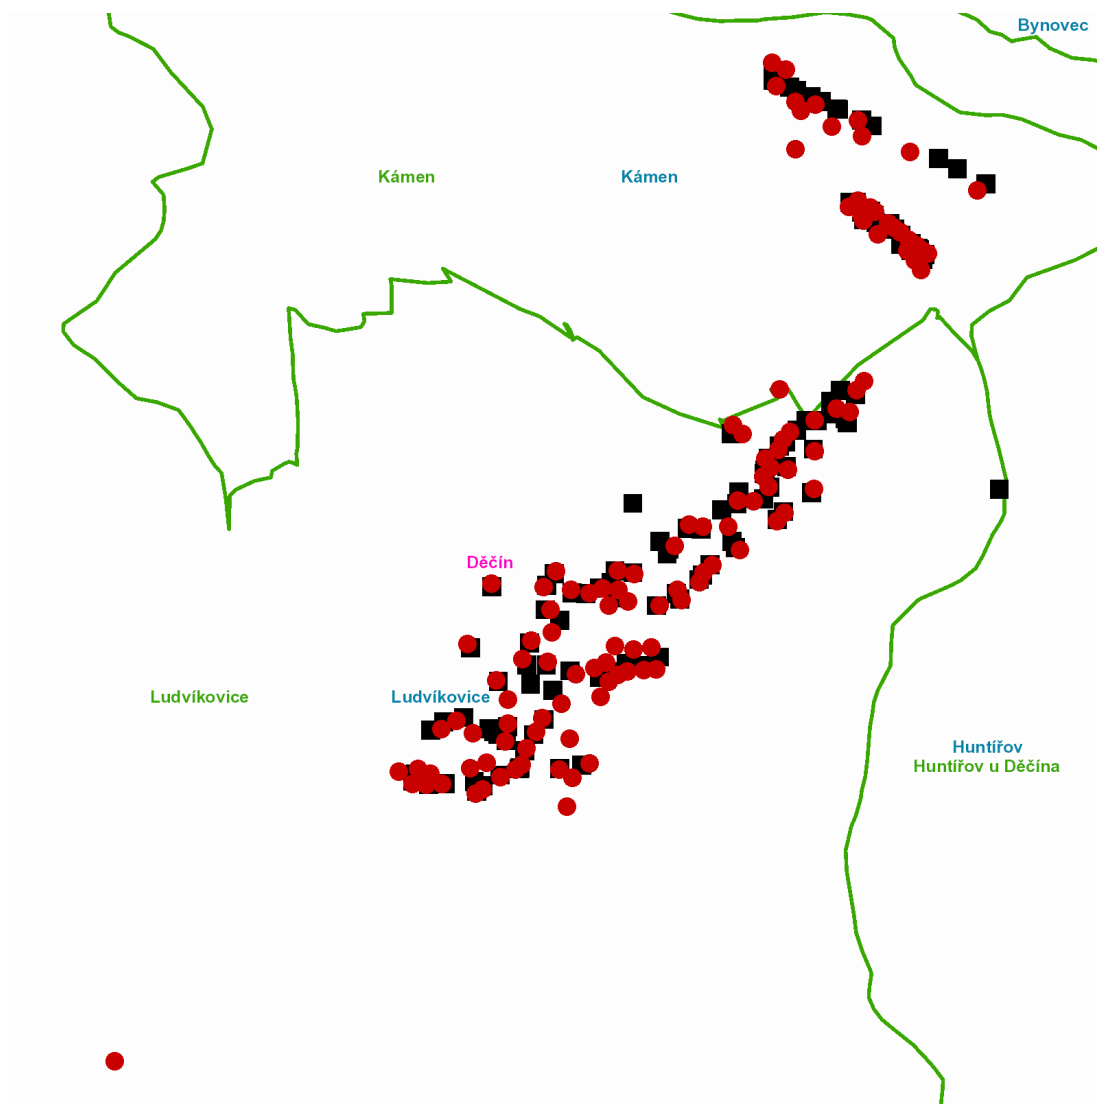 Bynovec
Kámen
Kámen
Děčín
Ludvíkovice
Ludvíkovice
Huntířov
Huntířov u Děčína